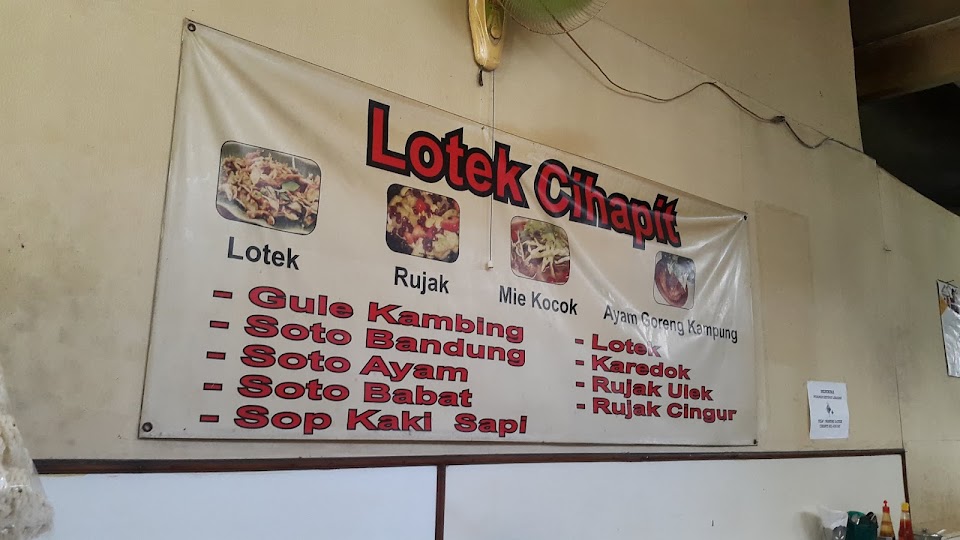 Lotek Cihapit
Lotek
Rujak
Mie Kocok
Ayam Goreng Kampung
- Gule Kambing
- Soto Bandung
- Soto Ayam
- Soto Babat
- Sop Kaki Sapi
- Lotek
- Karedok
- Rujak Ulek
- Rujak Cingur